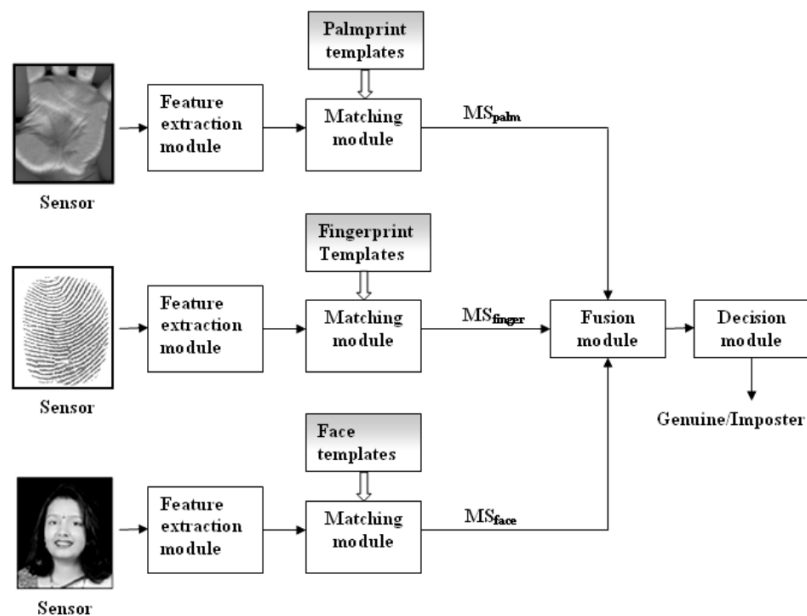 Palmprint
templates
Feature
extraction
module
Matching
module
MSpalm
Sensor
Fingerprint
Templates
Feature
extraction
module
Matching
module
MSfinger
Fusion
module
Decision
module
Sensor
Genuine/Imposter
Face
templates
Feature
extraction
module
Matching
module
MSface
Sensor